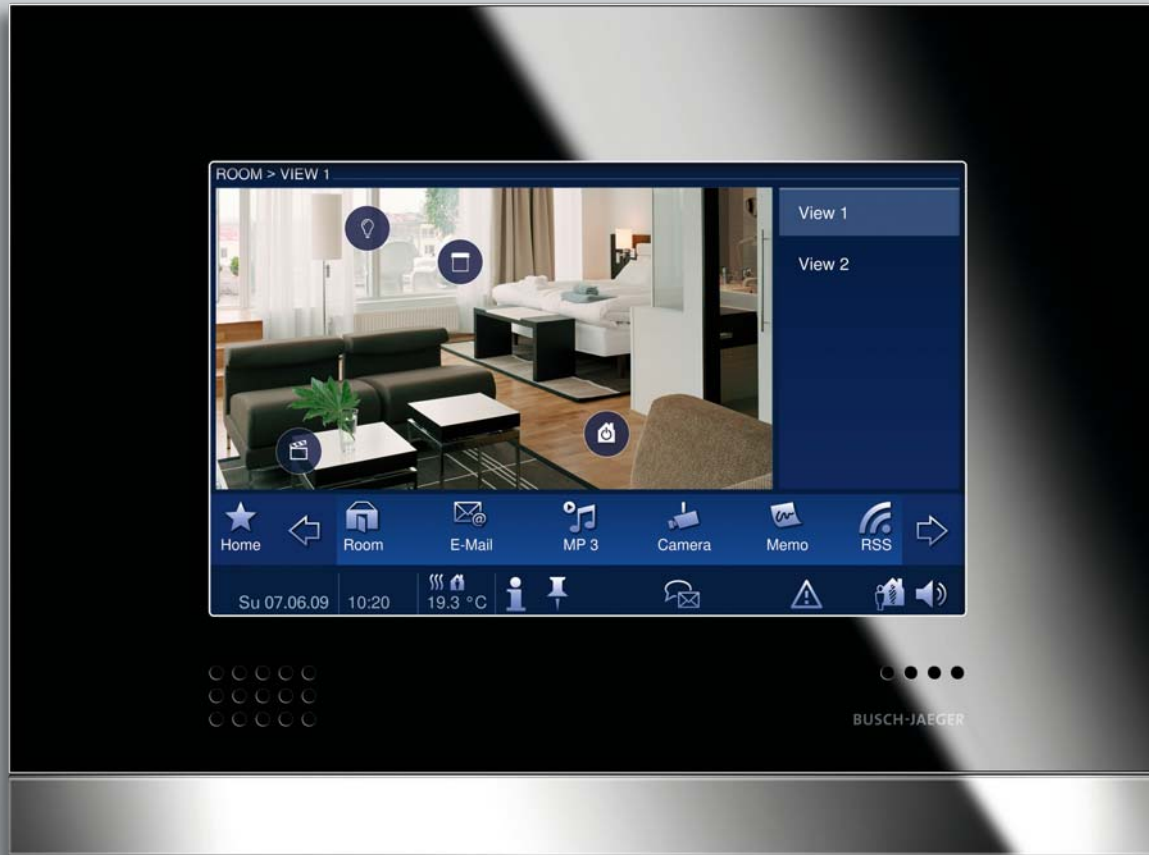 ROOM > VIEW 1
View 1
View 2
Home Room E-Mail MP 3 Camera Memo RSS
Su 07.06.09 10:20 19.3 °C
BUSCH-JAEGER